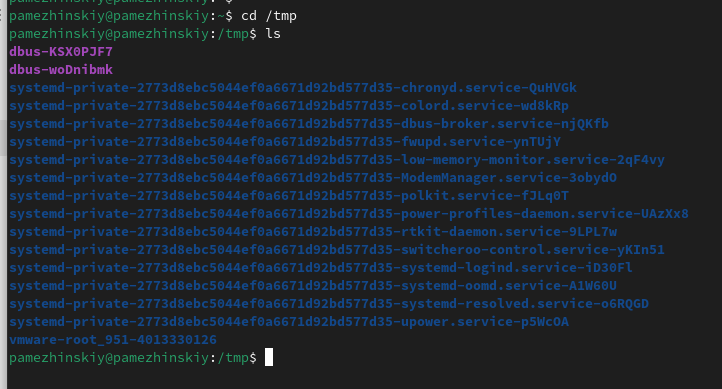 pamezhinskiy@pamezhinskiy:~$ cd /tmp
pamezhinskiy@pamezhinskiy:/tmp$ ls
dbus-KSX0PJF7
dbus-woDnibmk
systemd-private-2773d8ebc5044ef0a6671d92bd577d35-chronyd.service-QuHVGk
systemd-private-2773d8ebc5044ef0a6671d92bd577d35-colord.service-wd8kRp
systemd-private-2773d8ebc5044ef0a6671d92bd577d35-dbus-broker.service-njQKfb
systemd-private-2773d8ebc5044ef0a6671d92bd577d35-fwupd.service-ynTUjY
systemd-private-2773d8ebc5044ef0a6671d92bd577d35-low-memory-monitor.service-2qF4vy
systemd-private-2773d8ebc5044ef0a6671d92bd577d35-ModemManager.service-3obydO
systemd-private-2773d8ebc5044ef0a6671d92bd577d35-polkit.service-fJLq0T
systemd-private-2773d8ebc5044ef0a6671d92bd577d35-power-profiles-daemon.service-UAzXx8
systemd-private-2773d8ebc5044ef0a6671d92bd577d35-rtkit-daemon.service-9LPL7w
systemd-private-2773d8ebc5044ef0a6671d92bd577d35-switcheroo-control.service-yKIn51
systemd-private-2773d8ebc5044ef0a6671d92bd577d35-systemd-logind.service-iD30Fl
systemd-private-2773d8ebc5044ef0a6671d92bd577d35-systemd-oomd.service-A1W60U
systemd-private-2773d8ebc5044ef0a6671d92bd577d35-systemd-resolved.service-o6RQGD
systemd-private-2773d8ebc5044ef0a6671d92bd577d35-upower.service-p5WcOA
vmware-root_951-4013330126
pamezhinskiy@pamezhinskiy:/tmp$